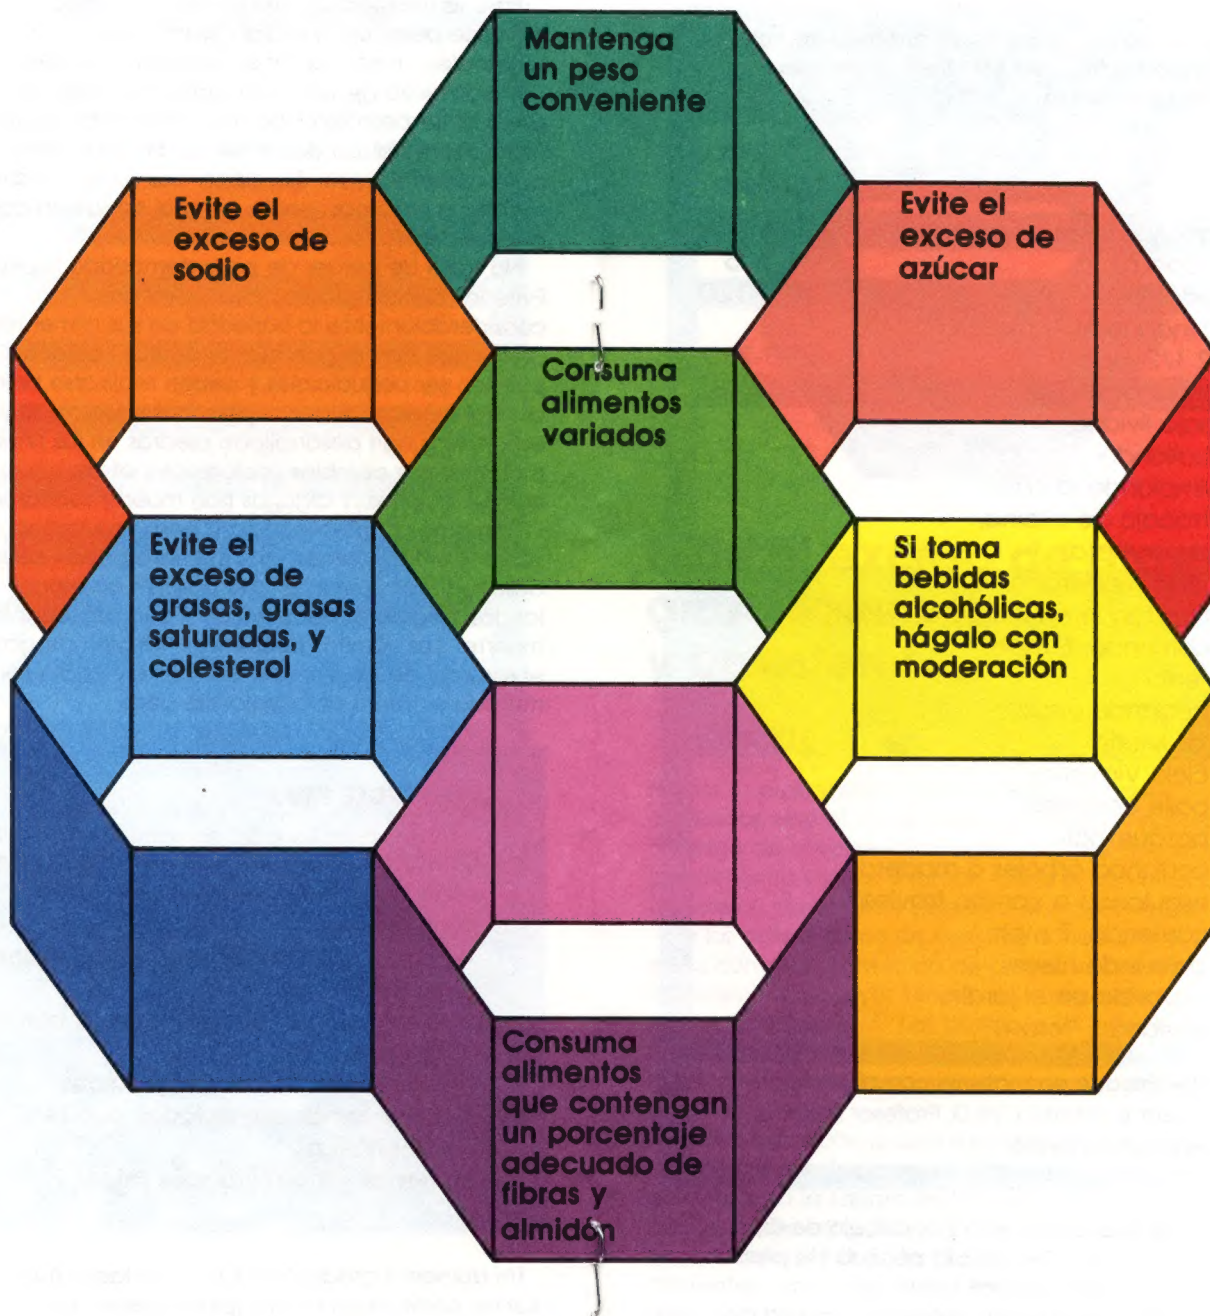 Mantenga
un peso
conveniente
Evite el
exceso de
sodio
Evite el
exceso de
azúcar
Consuma
alimentos
variados
Evite el
exceso de
grasas, grasas
saturadas, y
colesterol
Si toma
bebidas
alcohólicas,
hágalo con
moderación
Consuma
alimentos
que contengan
un porcentaje
adecuado de
fibras y
almidón